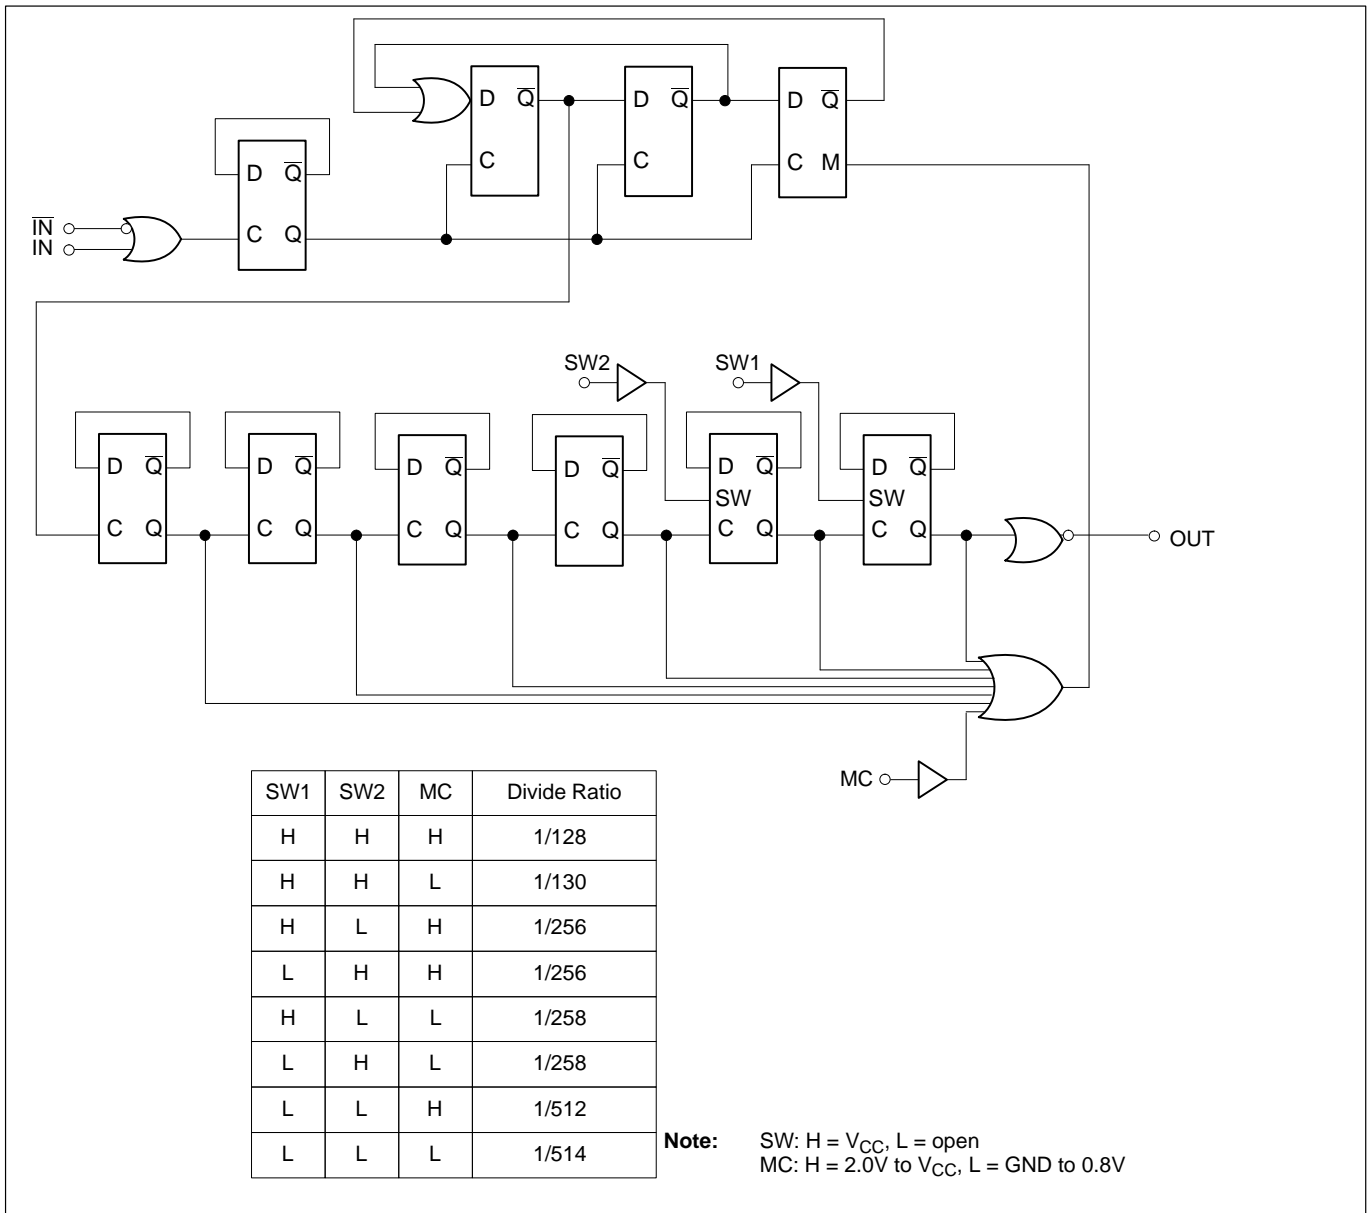 D Q̅ D Q̅ D Q̅
C C C M
D Q̅
C Q
I̅N̅
IN
SW2 SW1
D Q̅ D Q̅ D Q̅ D Q̅ D Q̅ D Q̅
SW SW
C Q C Q C Q C Q C Q C Q
OUT
MC
SW1 SW2 MC Divide Ratio
H H H 1/128
H H L 1/130
H L H 1/256
L H H 1/256
H L L 1/258
L H L 1/258
L L H 1/512
L L L 1/514
Note: SW: H = VCC, L = open
MC: H = 2.0V to VCC, L = GND to 0.8V